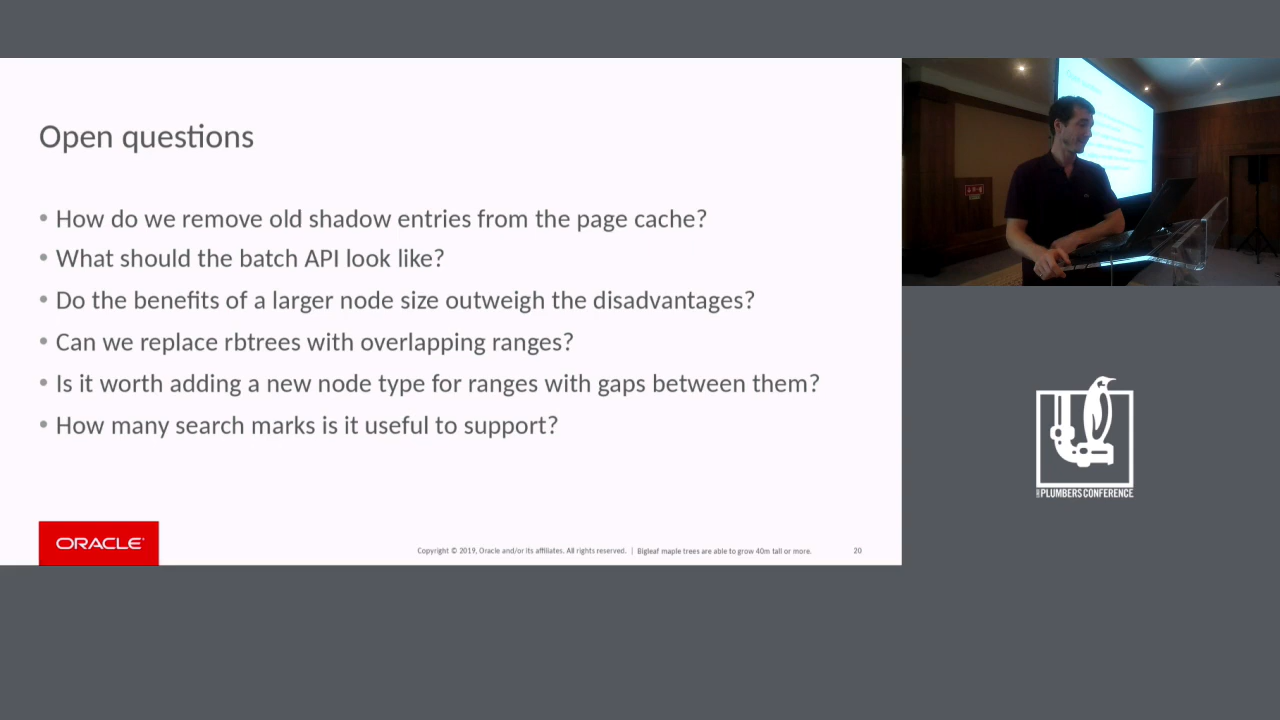 Open questions
• How do we remove old shadow entries from the page cache?
• What should the batch API look like?
• Do the benefits of a larger node size outweigh the disadvantages?
• Can we replace rbtrees with overlapping ranges?
• Is it worth adding a new node type for ranges with gaps between them?
• How many search marks is it useful to support?
ORACLE
Copyright © 2019, Oracle and/or its affiliates. All rights reserved. | Bigleaf maple trees are able to grow 40m tall or more. 20
PLUMBERS CONFERENCE